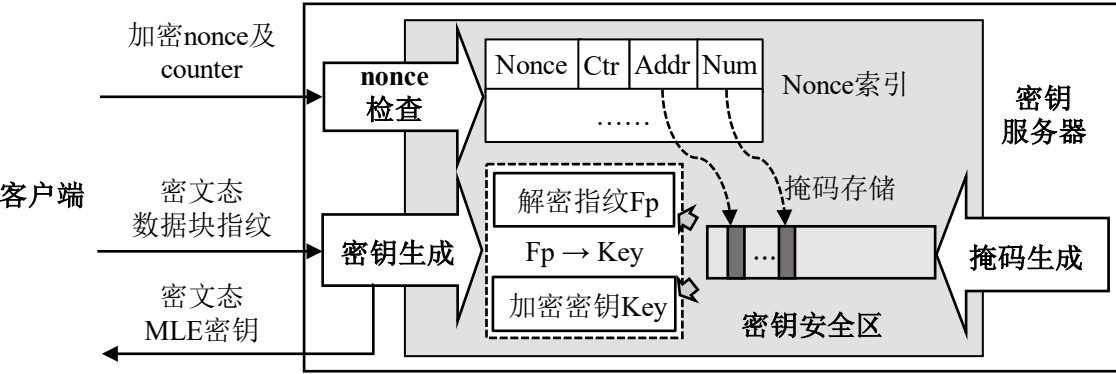 加密nonce及
counter
nonce
检查
Nonce Ctr Addr Num
……
Nonce索引
密钥
服务器
客户端
密文态
数据块指纹
密钥生成
解密指纹Fp
Fp → Key
加密密钥Key
掩码存储
...
掩码生成
密文态
MLE密钥
密钥安全区